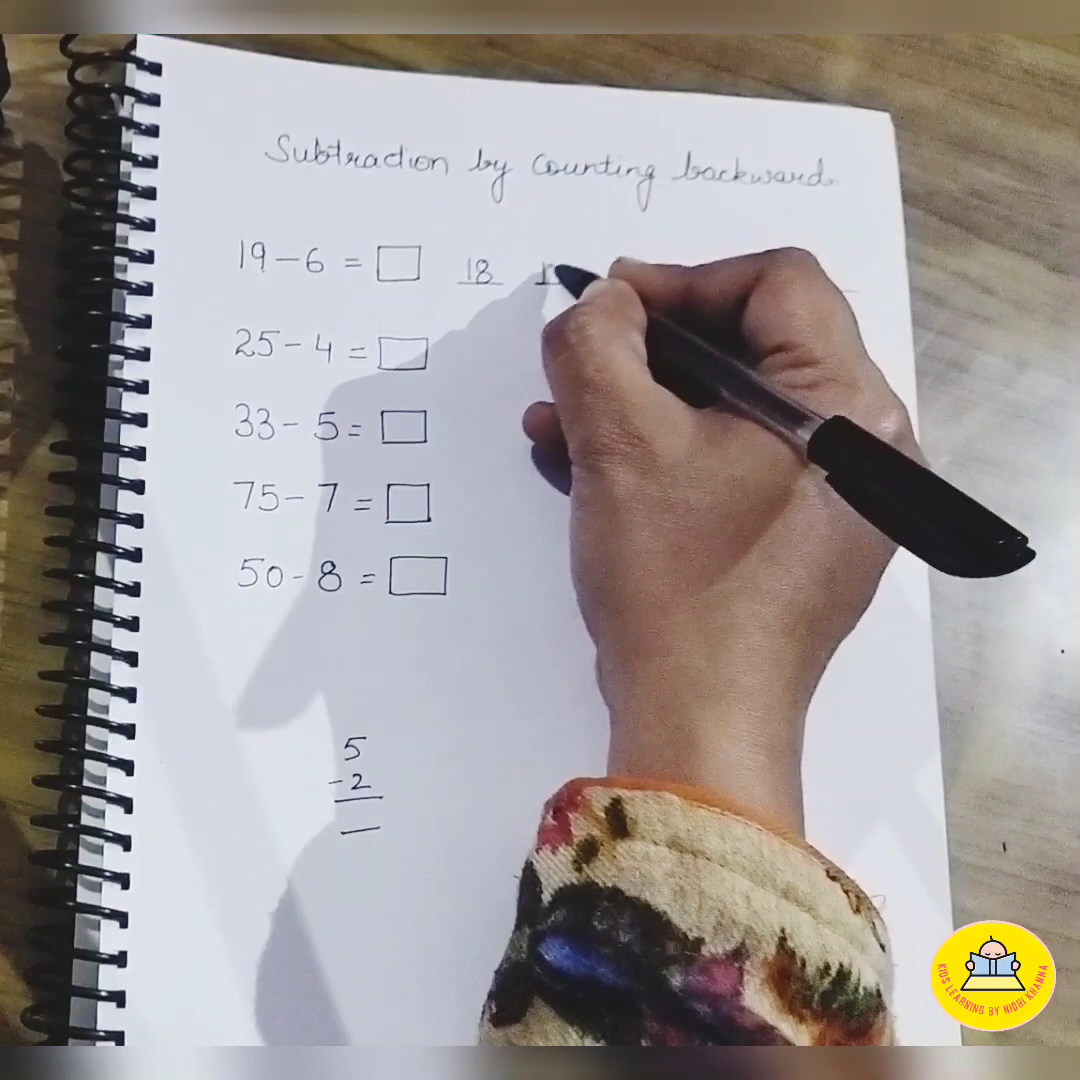 Subtraction by Counting backward.
19 - 6 = □ 18
25 - 4 = □
33 - 5 = □
75 - 7 = □
50 - 8 = □
5
- 2
KIDS LEARNING BY NIDHI KHANNA